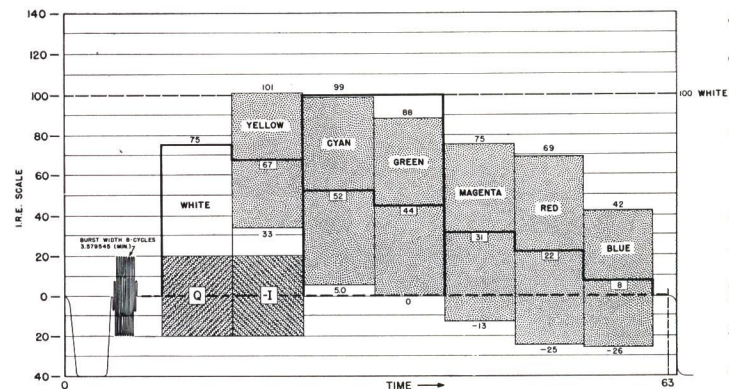 140
120
100
80
60
40
20
0
20
40
I.R.E. SCALE
101
99
100 WHITE
88
75
YELLOW
75
69
CYAN
67
GREEN
MAGENTA
WHITE
52
RED
44
42
33
31
BLUE
BURST WIDTH 8-CYCLES
3.579545 (MIN.)
22
8
Q
-I
5.0
0
-13
-25
-26
0
TIME
63